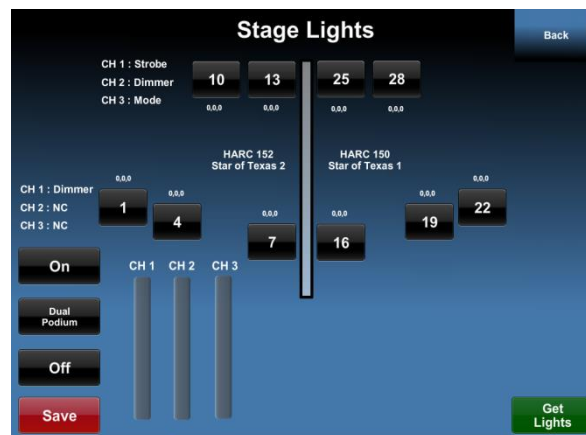 Stage Lights
Back
CH 1 : Strobe
CH 2 : Dimmer
CH 3 : Mode
10 13 25 28
0,0,0 0,0,0 0,0,0 0,0,0
HARC 152
Star of Texas 2
HARC 150
Star of Texas 1
CH 1 : Dimmer
CH 2 : NC
CH 3 : NC
0,0,0 0,0,0 0,0,0 0,0,0 0,0,0 0,0,0
1 4 7 16 19 22
On
Dual
Podium
Off
Save
CH 1 CH 2 CH 3
Get
Lights